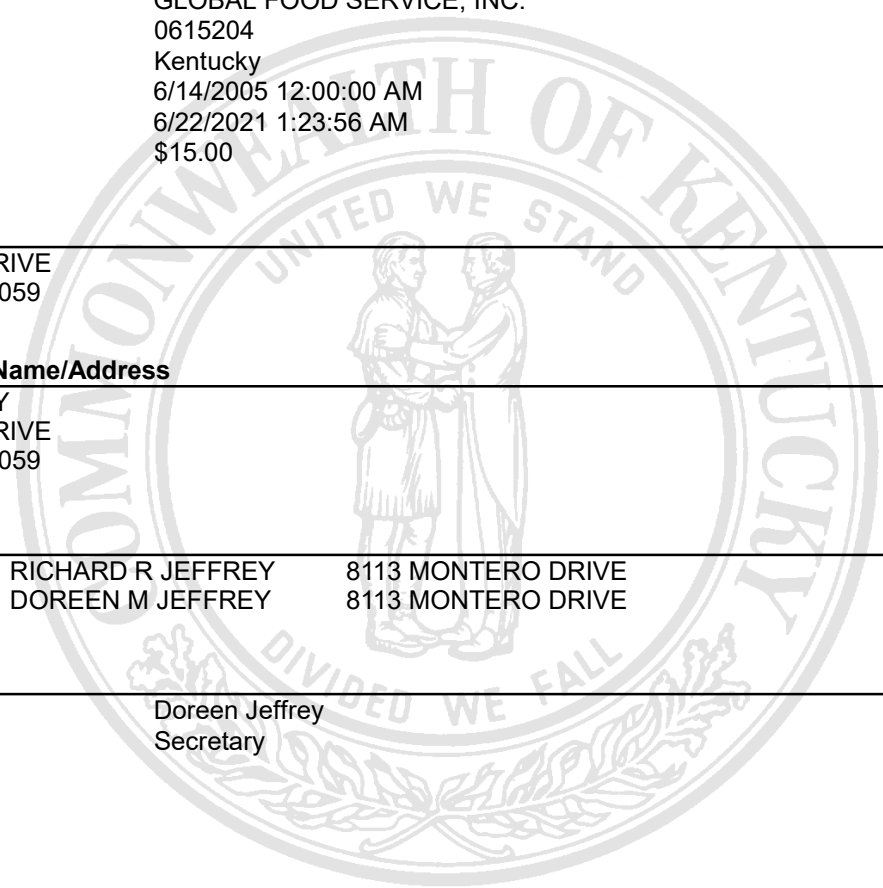 GLOBAL FOOD SERVICE, INC.
0615204
Kentucky
6/14/2005 12:00:00 AM
6/22/2021 1:23:56 AM
$15.00
RIVE
059
Name/Address
Y
RIVE
059
RICHARD R JEFFREY 8113 MONTERO DRIVE
DOREEN M JEFFREY 8113 MONTERO DRIVE
Doreen Jeffrey
Secretary
COMMONWEALTH OF KENTUCKY
UNITED WE STAND
DIVIDED WE FALL